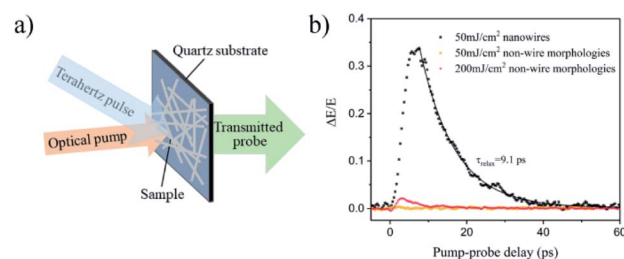 a)
Quartz substrate
Terahertz pulse
Optical pump
Transmitted
probe
Sample
b)
ΔE/E
0.4
0.3
0.2
0.1
0.0
50mJ/cm² nanowires
50mJ/cm² non-wire morphologies
200mJ/cm² non-wire morphologies
τrelax=9.1 ps
0
20
40
60
Pump-probe delay (ps)